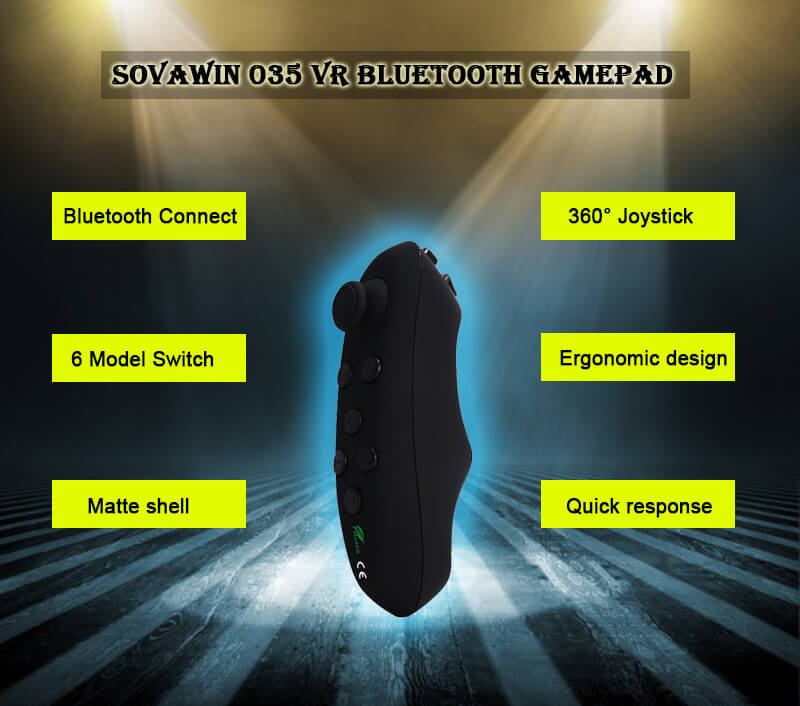 SOVAWIN 035 VR BLUETOOTH GAMEPAD
Bluetooth Connect
360° Joystick
6 Model Switch
Ergonomic design
Matte shell
Quick response
CE